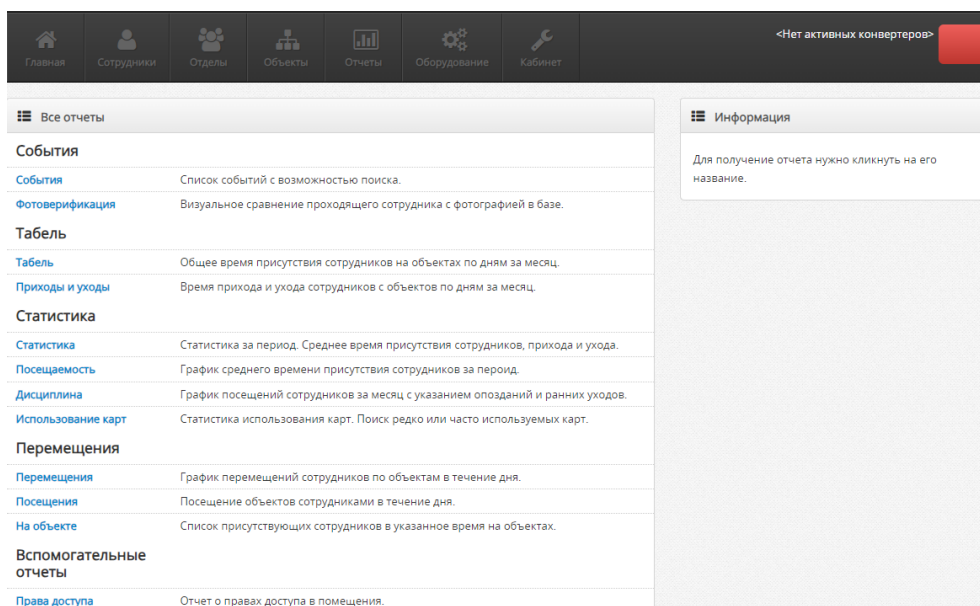 <Нет активных конвертеров>
Главная Сотрудники Отделы Объекты Отчеты Оборудование Кабинет
Все отчеты
События
События Список событий с возможностью поиска.
Фотоверификация Визуальное сравнение проходящего сотрудника с фотографией в базе.
Табель
Табель Общее время присутствия сотрудников на объектах по дням за месяц.
Приходы и уходы Время прихода и ухода сотрудников с объектов по дням за месяц.
Статистика
Статистика Статистика за период. Среднее время присутствия сотрудников, прихода и ухода.
Посещаемость График среднего времени присутствия сотрудников за пероид.
Дисциплина График посещений сотрудников за месяц с указанием опозданий и ранних уходов.
Использование карт Статистика использования карт. Поиск редко или часто используемых карт.
Перемещения
Перемещения График перемещений сотрудников по объектам в течение дня.
Посещения Посещение объектов сотрудниками в течение дня.
На объекте Список присутствующих сотрудников в указанное время на объектах.
Вспомогательные
отчеты
Права доступа Отчет о правах доступа в помещения.
Информация
Для получение отчета нужно кликнуть на его
название.